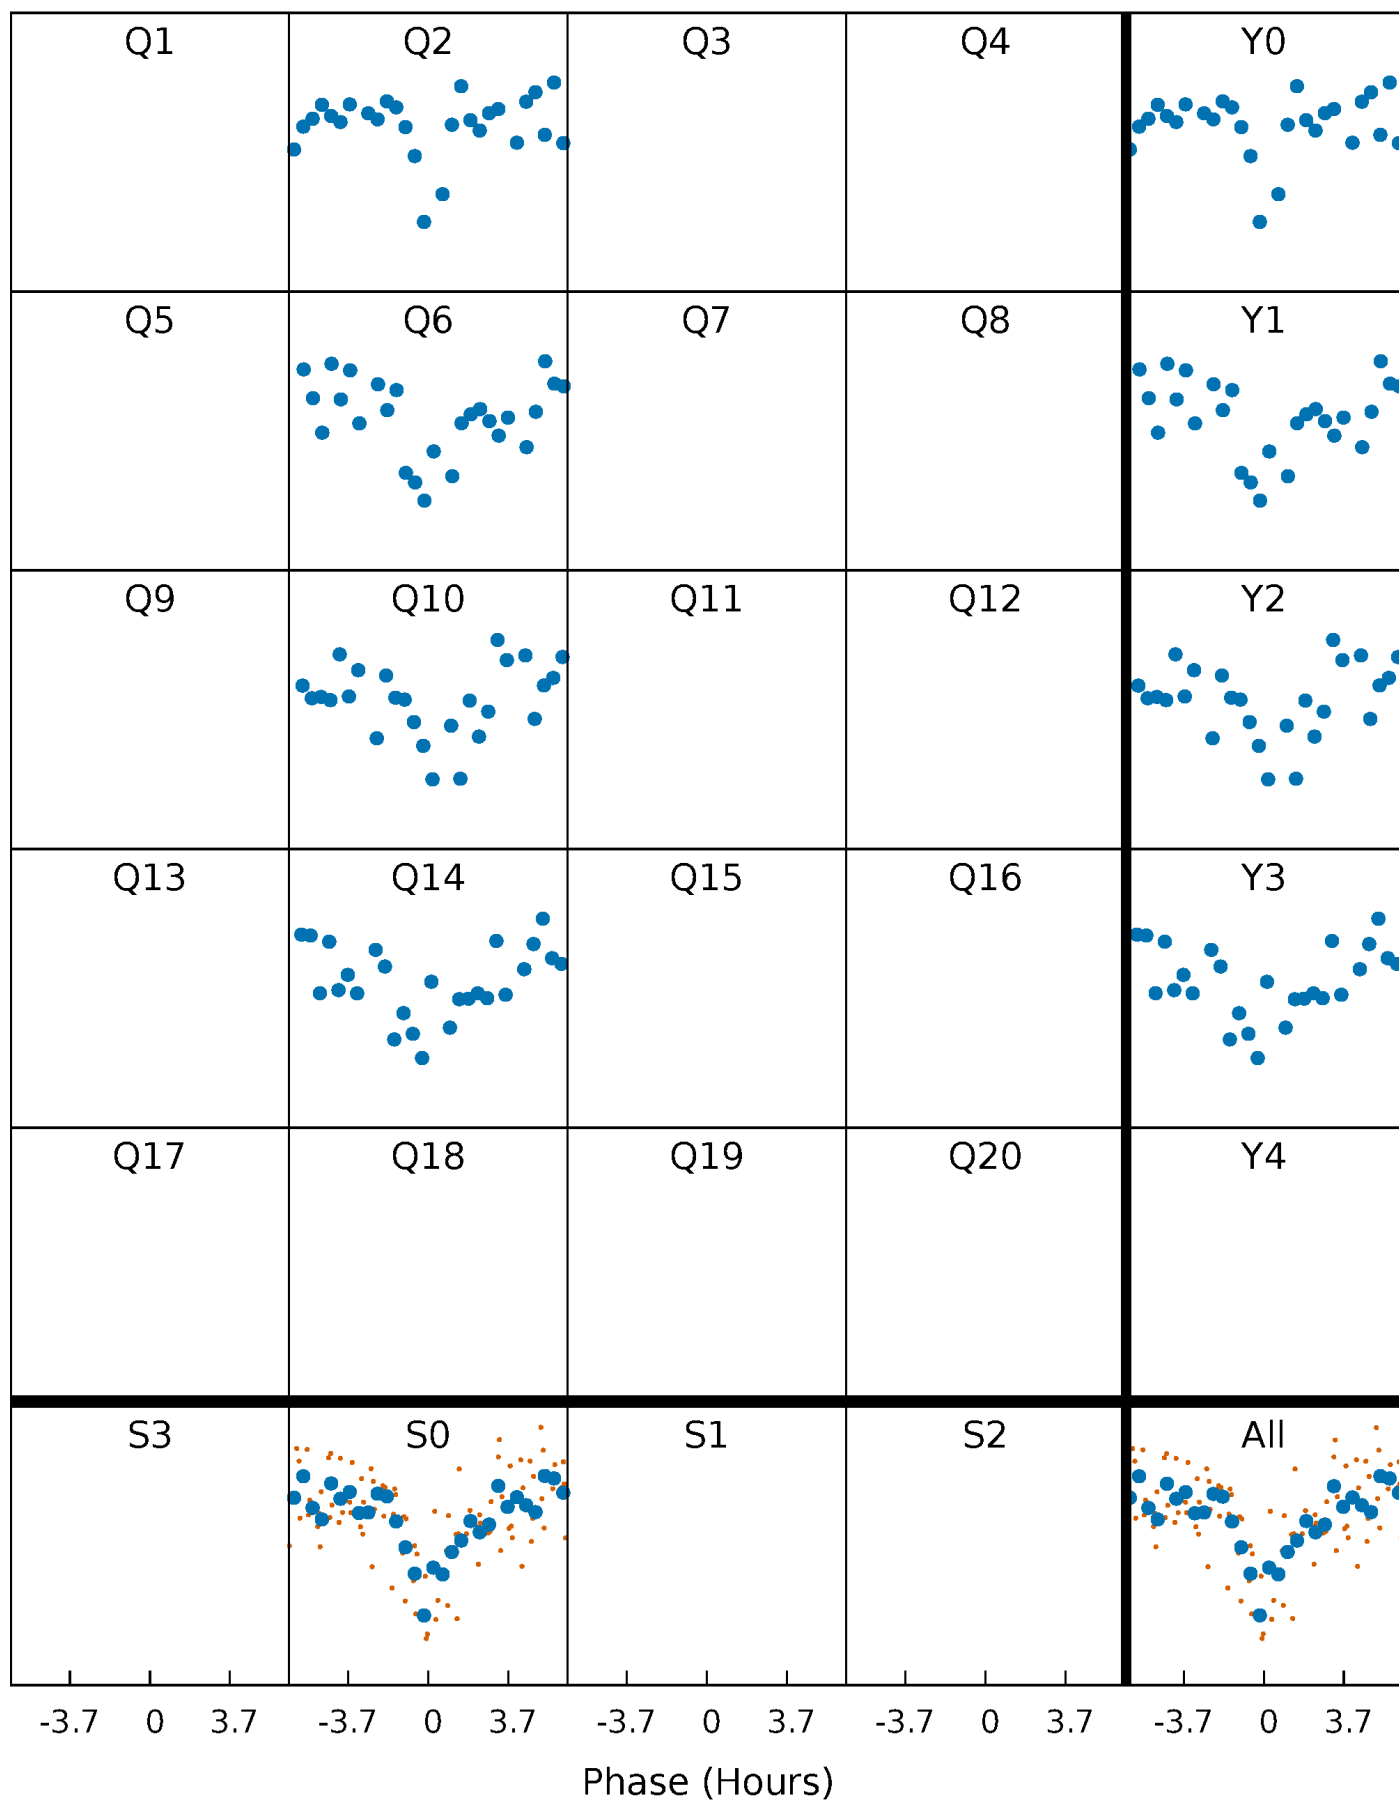 Q1 Q2 Q3 Q4 Y0
Q5 Q6 Q7 Q8 Y1
Q9 Q10 Q11 Q12 Y2
Q13 Q14 Q15 Q16 Y3
Q17 Q18 Q19 Q20 Y4
S3 S0 S1 S2 All
-3.7 0 3.7 -3.7 0 3.7 -3.7 0 3.7 -3.7 0 3.7 -3.7 0 3.7
Phase (Hours)